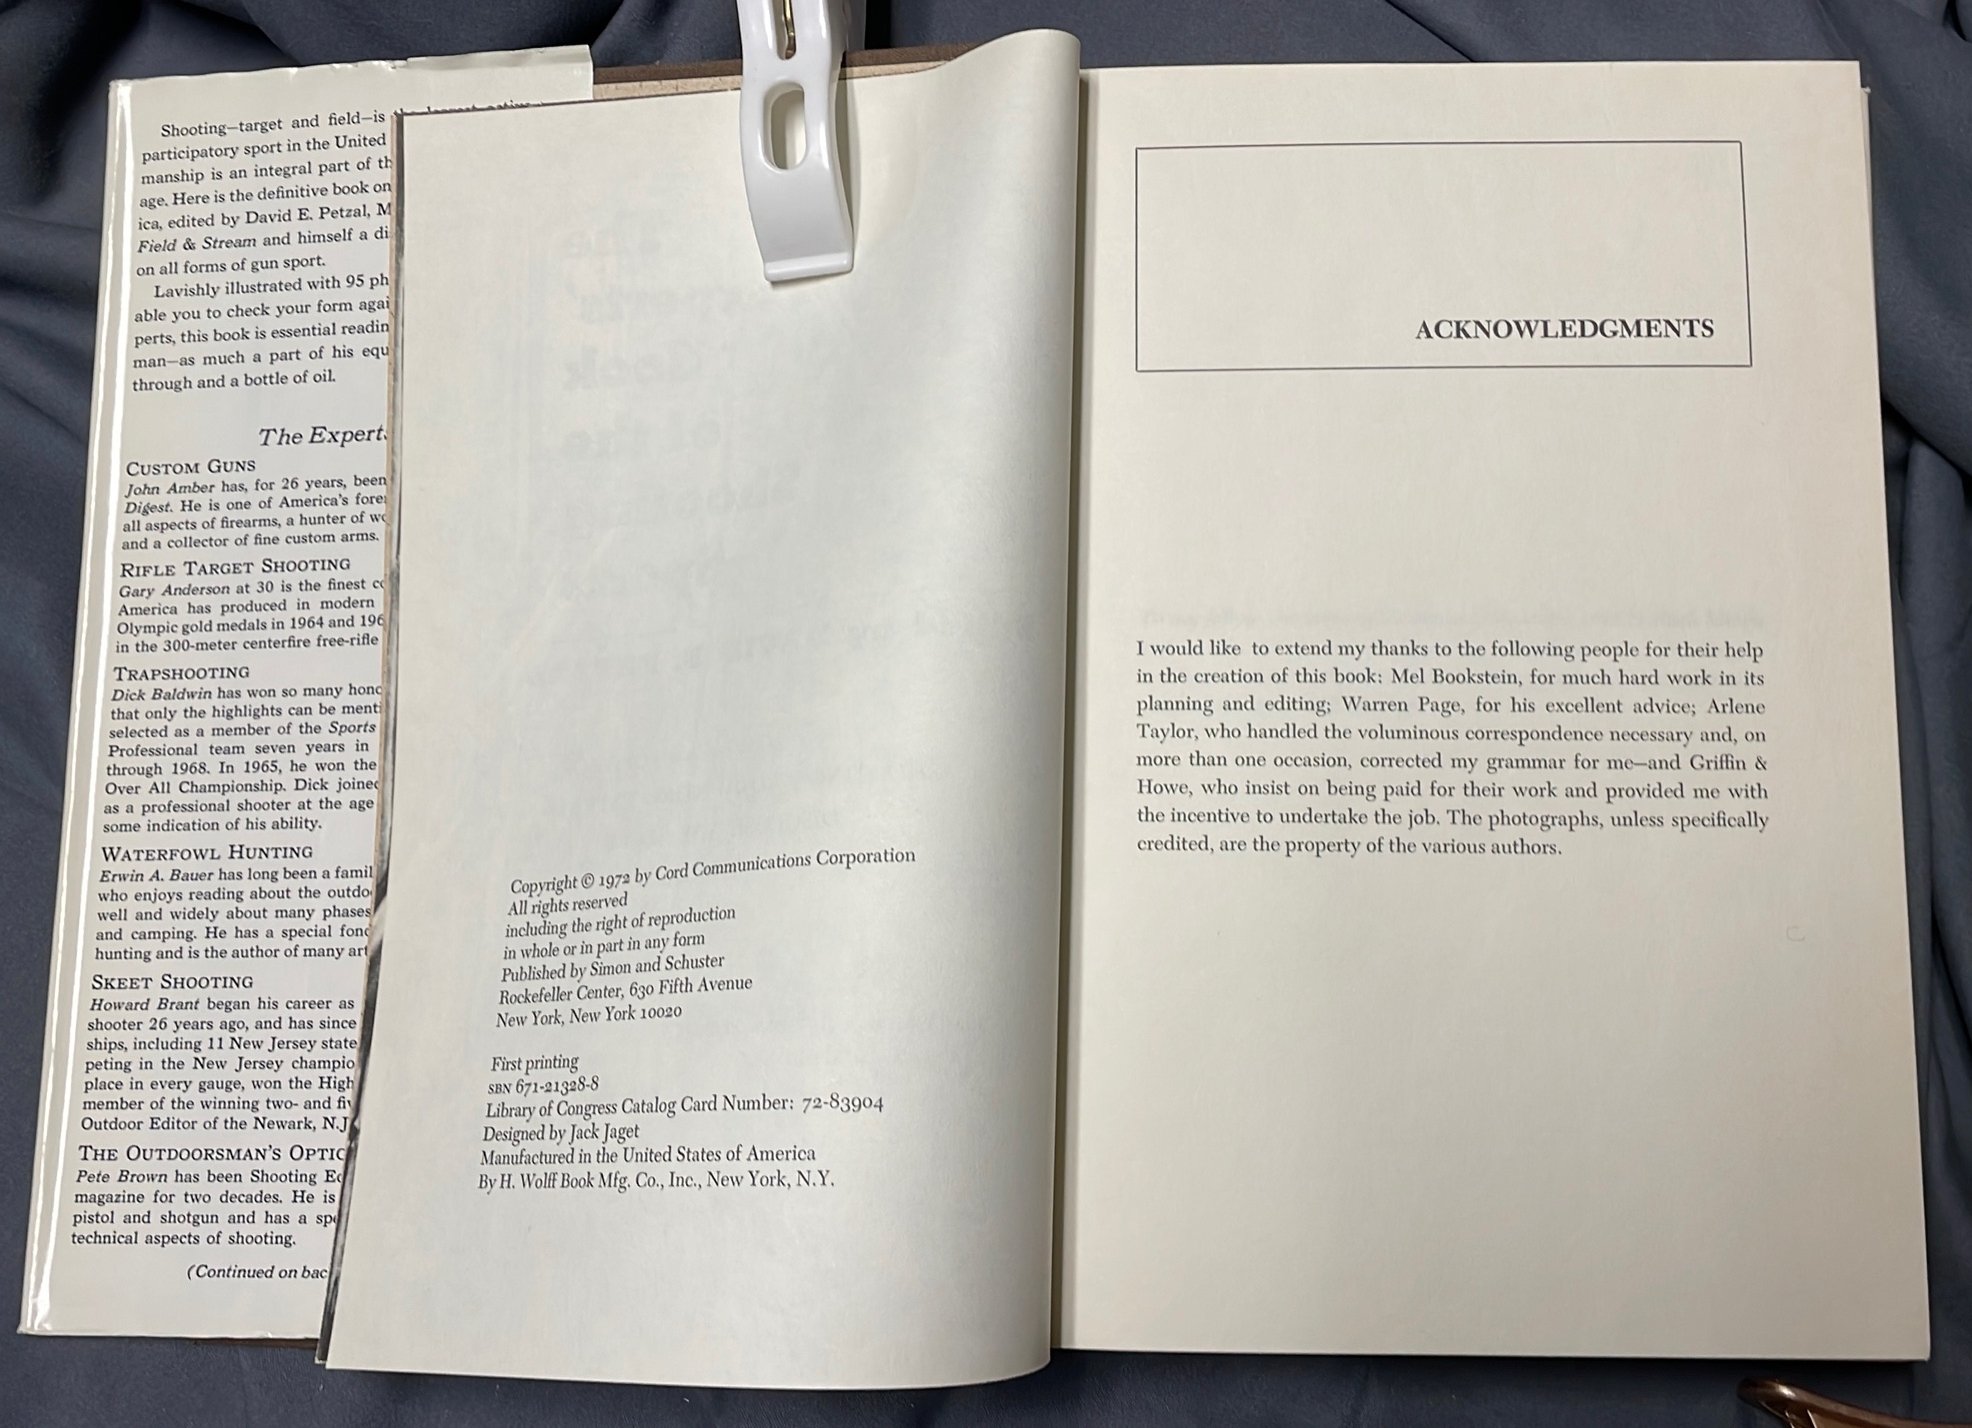 Shooting—target and field—is the largest active
participatory sport in the United
manship is an integral part of th
age. Here is the definitive book on
ica, edited by David E. Petzal, M
Field & Stream and himself a di
on all forms of gun sport.
Lavishly illustrated with 95 ph
able you to check your form agai
perts, this book is essential readin
man—as much a part of his equ
through and a bottle of oil.
The Experts
CUSTOM GUNS
John Amber has, for 26 years, been
Digest. He is one of America's fore
all aspects of firearms, a hunter of wo
and a collector of fine custom arms.
RIFLE TARGET SHOOTING
Gary Anderson at 30 is the finest co
America has produced in modern
Olympic gold medals in 1964 and 196
in the 300-meter centerfire free-rifle
TRAPSHOOTING
Dick Baldwin has won so many hono
that only the highlights can be menti
selected as a member of the Sports
Professional team seven years in
through 1968. In 1965, he won the
Over All Championship. Dick joined
as a professional shooter at the age
some indication of his ability.
WATERFOWL HUNTING
Erwin A. Bauer has long been a famil
who enjoys reading about the outdo
well and widely about many phases
and camping. He has a special fond
hunting and is the author of many art
SKEET SHOOTING
Howard Brant began his career as
shooter 26 years ago, and has since
ships, including 11 New Jersey state
peting in the New Jersey champio
place in every gauge, won the High
member of the winning two- and fiv
Outdoor Editor of the Newark, N.J.
THE OUTDOORSMAN'S OPTIC
Pete Brown has been Shooting Ed
magazine for two decades. He is
pistol and shotgun and has a spe
technical aspects of shooting.
(Continued on bac
Copyright © 1972 by Cord Communications Corporation
All rights reserved
including the right of reproduction
in whole or in part in any form
Published by Simon and Schuster
Rockefeller Center, 630 Fifth Avenue
New York, New York 10020
First printing
SBN 671-21328-8
Library of Congress Catalog Card Number: 72-83904
Designed by Jack Jaget
Manufactured in the United States of America
By H. Wolff Book Mfg. Co., Inc., New York, N.Y.
ACKNOWLEDGMENTS
I would like to extend my thanks to the following people for their help
in the creation of this book: Mel Bookstein, for much hard work in its
planning and editing; Warren Page, for his excellent advice; Arlene
Taylor, who handled the voluminous correspondence necessary and, on
more than one occasion, corrected my grammar for me—and Griffin &
Howe, who insist on being paid for their work and provided me with
the incentive to undertake the job. The photographs, unless specifically
credited, are the property of the various authors.